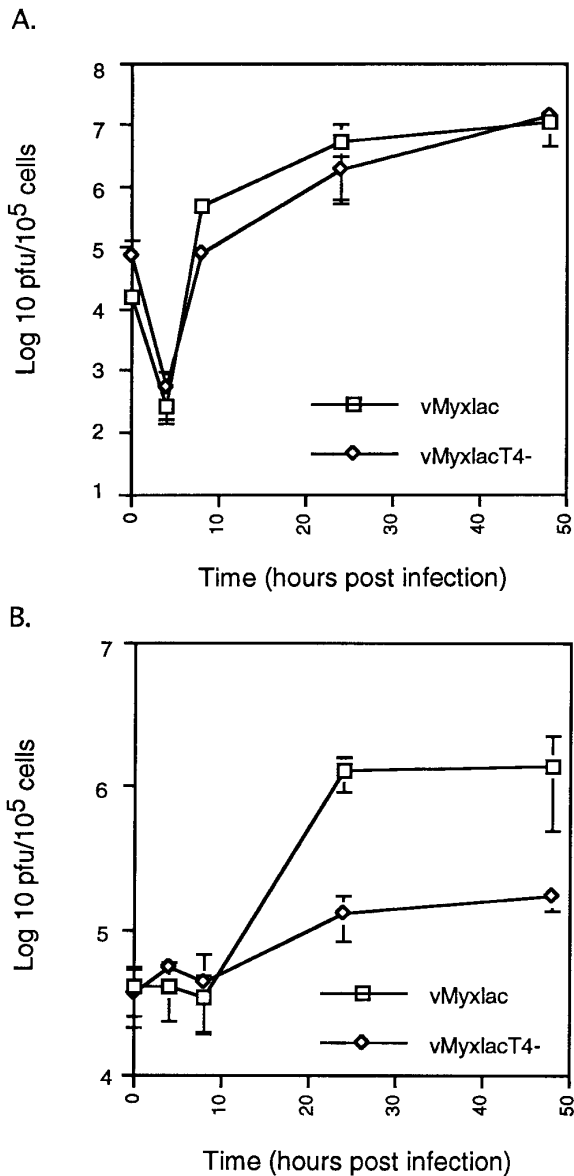 A.
8
7
6
5
4
3
2
1
Log 10 pfu/10⁵ cells
vMyxlac
vMyxlacT4-
0
10
20
30
40
50
Time (hours post infection)
B.
7
6
5
4
Log 10 pfu/10⁵ cells
vMyxlac
vMyxlacT4-
0
10
20
30
40
50
Time (hours post infection)